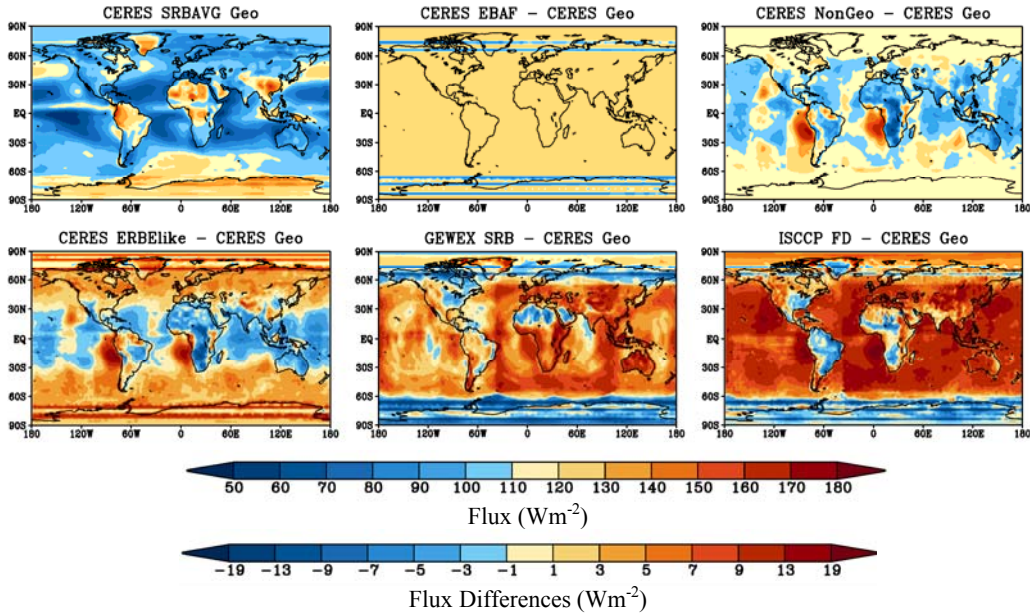 CERES SRBAVG Geo
CERES EBAF - CERES Geo
CERES NonGeo - CERES Geo
90N
60N
30N
EQ
30S
60S
90S
180 120W 60W 0 60E 120E 180
90N
60N
30N
EQ
30S
60S
90S
180 120W 60W 0 60E 120E 180
90N
60N
30N
EQ
30S
60S
90S
180 120W 60W 0 60E 120E 180
CERES ERBElike - CERES Geo
GEWEX SRB - CERES Geo
ISCCP FD - CERES Geo
90N
60N
30N
EQ
30S
60S
90S
180 120W 60W 0 60E 120E 180
90N
60N
30N
EQ
30S
60S
90S
180 120W 60W 0 60E 120E 180
90N
60N
30N
EQ
30S
60S
90S
180 120W 60W 0 60E 120E 180
50 60 70 80 90 100 110 120 130 140 150 160 170 180
Flux (Wm⁻²)
-19 -13 -9 -7 -5 -3 -1 1 3 5 7 9 13 19
Flux Differences (Wm⁻²)